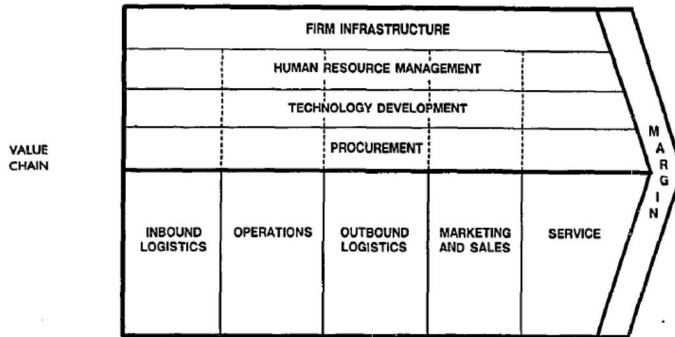 FIRM INFRASTRUCTURE
HUMAN RESOURCE MANAGEMENT
TECHNOLOGY DEVELOPMENT
PROCUREMENT
VALUE
CHAIN
MARGIN
INBOUND
LOGISTICS
OPERATIONS
OUTBOUND
LOGISTICS
MARKETING
AND SALES
SERVICE